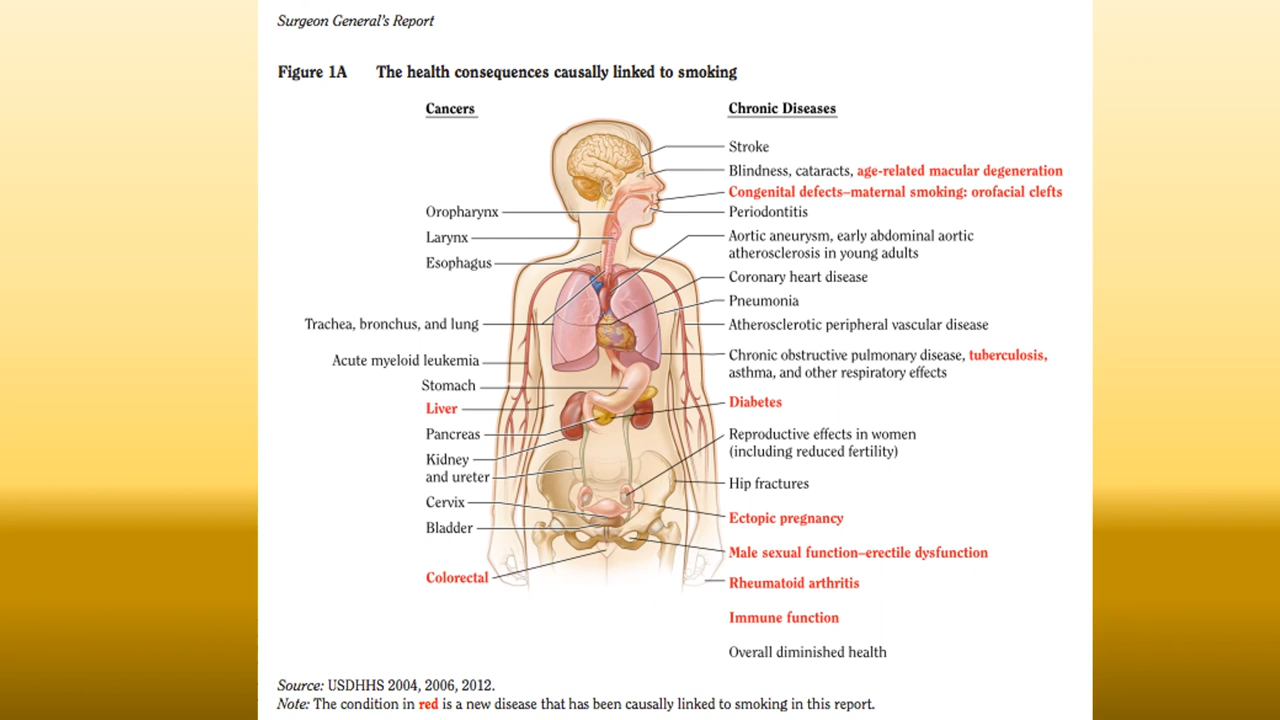 Surgeon General's Report
Figure 1A The health consequences causally linked to smoking
Cancers
Oropharynx
Larynx
Esophagus
Trachea, bronchus, and lung
Acute myeloid leukemia
Stomach
Liver
Pancreas
Kidney
and ureter
Cervix
Bladder
Colorectal
Chronic Diseases
Stroke
Blindness, cataracts, age-related macular degeneration
Congenital defects–maternal smoking: orofacial clefts
Periodontitis
Aortic aneurysm, early abdominal aortic
atherosclerosis in young adults
Coronary heart disease
Pneumonia
Atherosclerotic peripheral vascular disease
Chronic obstructive pulmonary disease, tuberculosis,
asthma, and other respiratory effects
Diabetes
Reproductive effects in women
(including reduced fertility)
Hip fractures
Ectopic pregnancy
Male sexual function–erectile dysfunction
Rheumatoid arthritis
Immune function
Overall diminished health
Source: USDHHS 2004, 2006, 2012.
Note: The condition in red is a new disease that has been causally linked to smoking in this report.